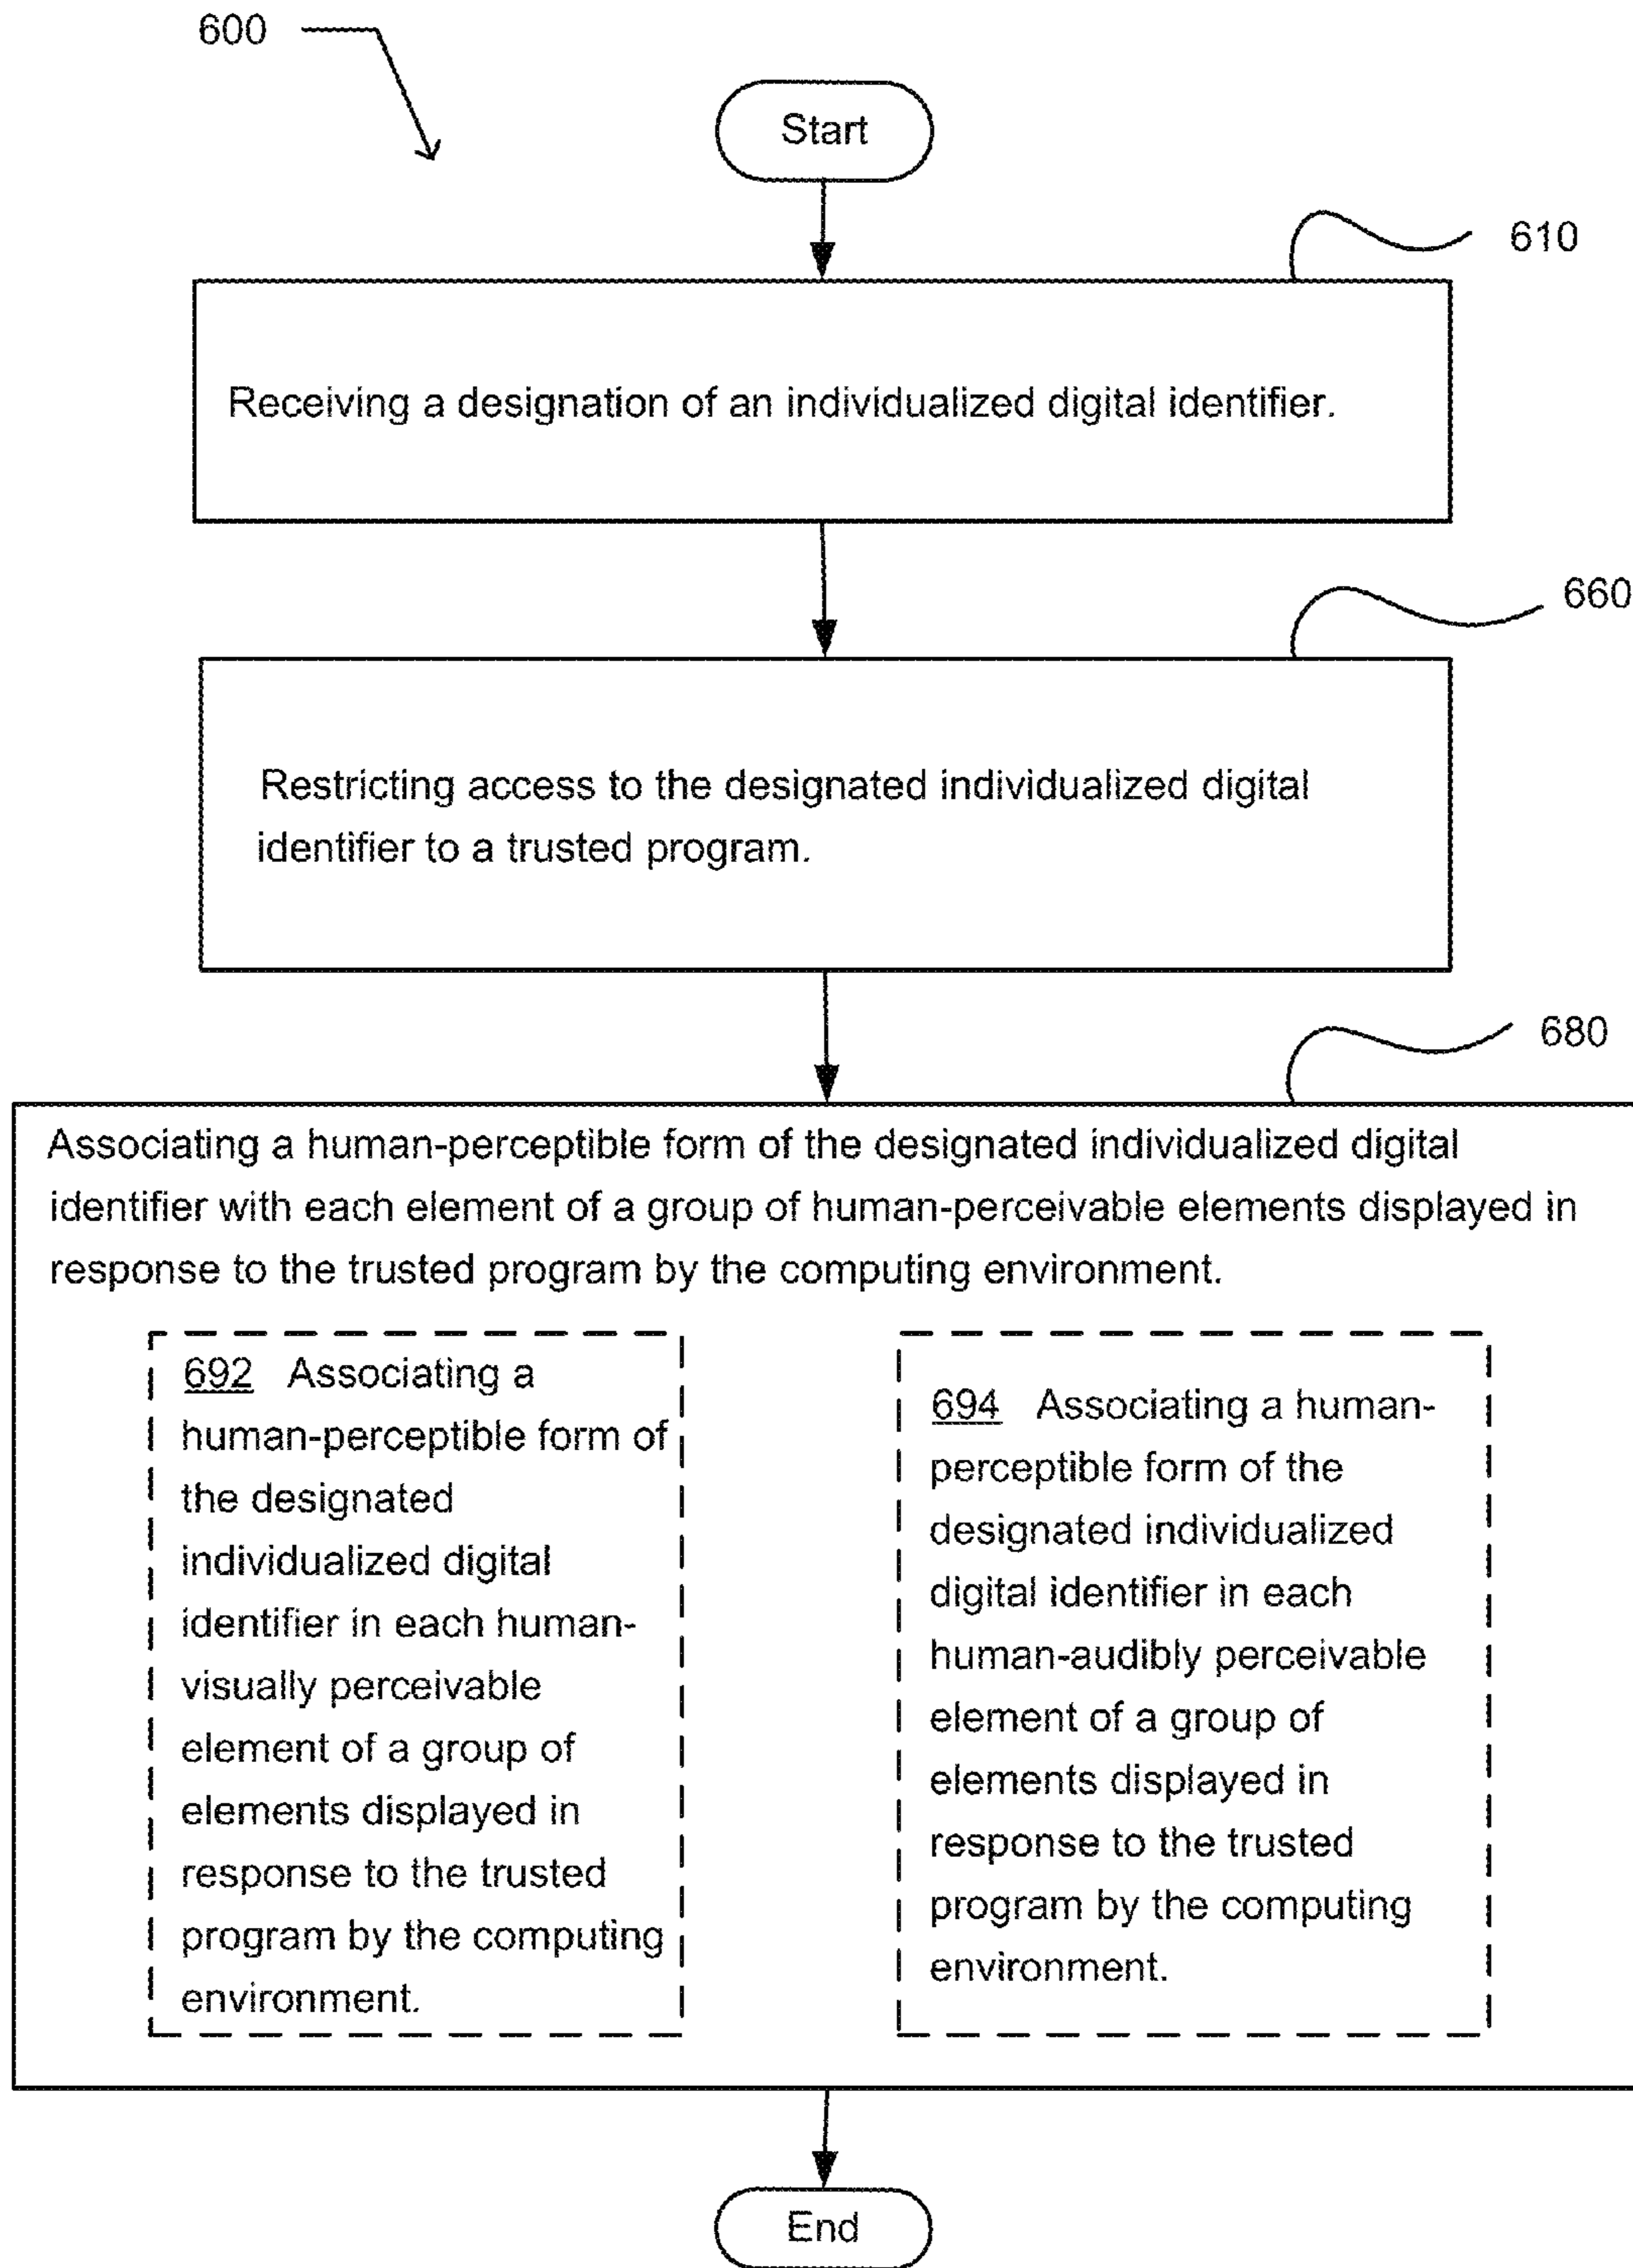 600
Start
610
Receiving a designation of an individualized digital identifier.
660
Restricting access to the designated individualized digital
identifier to a trusted program.
680
Associating a human-perceptible form of the designated individualized digital
identifier with each element of a group of human-perceivable elements displayed in
response to the trusted program by the computing environment.
692 Associating a
human-perceptible form of
the designated
individualized digital
identifier in each human-
visually perceivable
element of a group of
elements displayed in
response to the trusted
program by the computing
environment.
694 Associating a human-
perceptible form of the
designated individualized
digital identifier in each
human-audibly perceivable
element of a group of
elements displayed in
response to the trusted
program by the computing
environment.
End